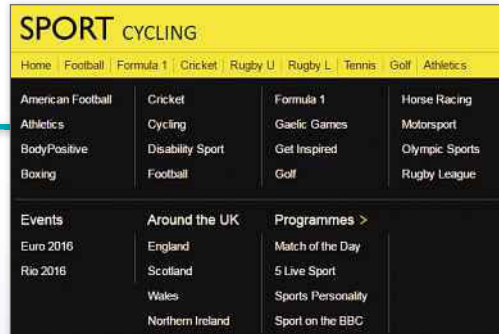 SPORT CYCLING
Home Football Formula 1 Cricket Rugby U Rugby L Tennis Golf Athletics
American Football Cricket Formula 1 Horse Racing
Athletics Cycling Gaelic Games Motorsport
BodyPositive Disability Sport Get Inspired Olympic Sports
Boxing Football Golf Rugby League
Events Around the UK Programmes >
Euro 2016 England Match of the Day
Rio 2016 Scotland 5 Live Sport
Wales Sports Personality
Northern Ireland Sport on the BBC